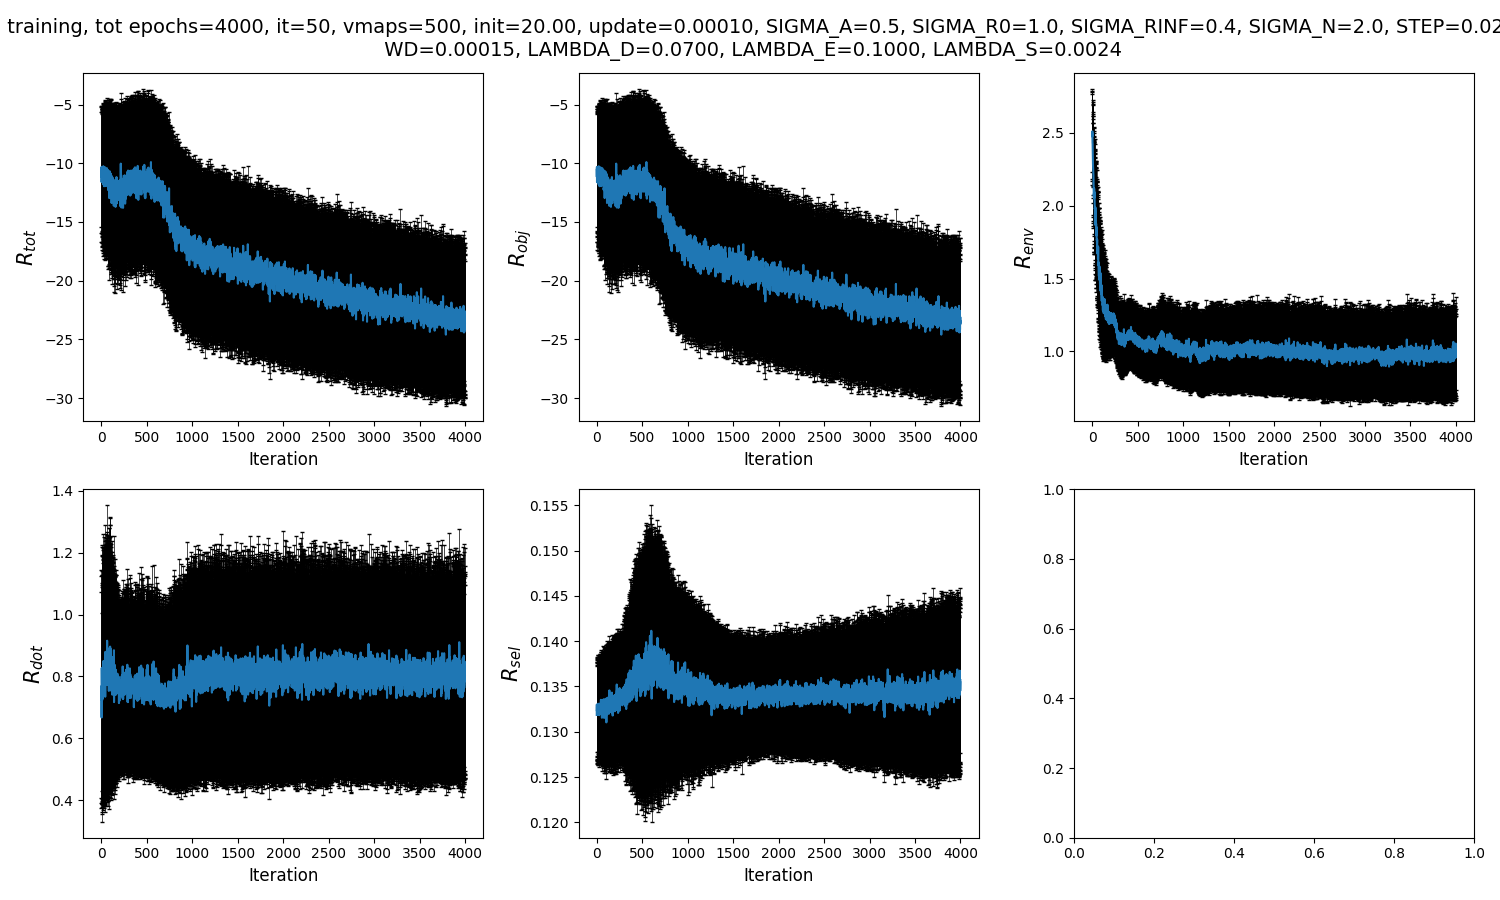 training, tot epochs=4000, it=50, vmaps=500, init=20.00, update=0.00010, SIGMA_A=0.5, SIGMA_R0=1.0, SIGMA_RINF=0.4, SIGMA_N=2.0, STEP=0.02
WD=0.00015, LAMBDA_D=0.0700, LAMBDA_E=0.1000, LAMBDA_S=0.0024
R_tot
−5
−10
−15
−20
−25
−30
0 500 1000 1500 2000 2500 3000 3500 4000
Iteration
R_obj
−5
−10
−15
−20
−25
−30
0 500 1000 1500 2000 2500 3000 3500 4000
Iteration
R_env
2.5
2.0
1.5
1.0
0 500 1000 1500 2000 2500 3000 3500 4000
Iteration
R_dot
1.4
1.2
1.0
0.8
0.6
0.4
0 500 1000 1500 2000 2500 3000 3500 4000
Iteration
R_sel
0.155
0.150
0.145
0.140
0.135
0.130
0.125
0.120
0 500 1000 1500 2000 2500 3000 3500 4000
Iteration
1.0
0.8
0.6
0.4
0.2
0.0
0.0 0.2 0.4 0.6 0.8 1.0